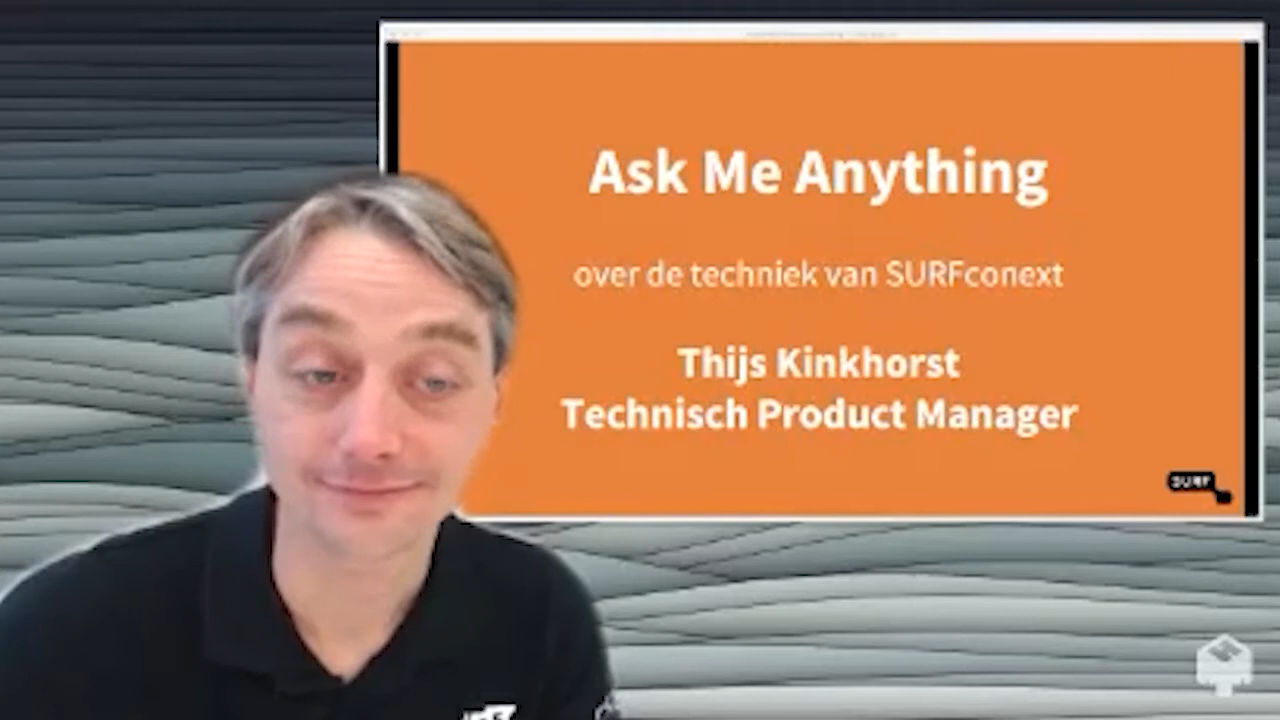 Ask Me Anything
over de techniek van SURFconext
Thijs Kinkhorst
Technisch Product Manager
SURF